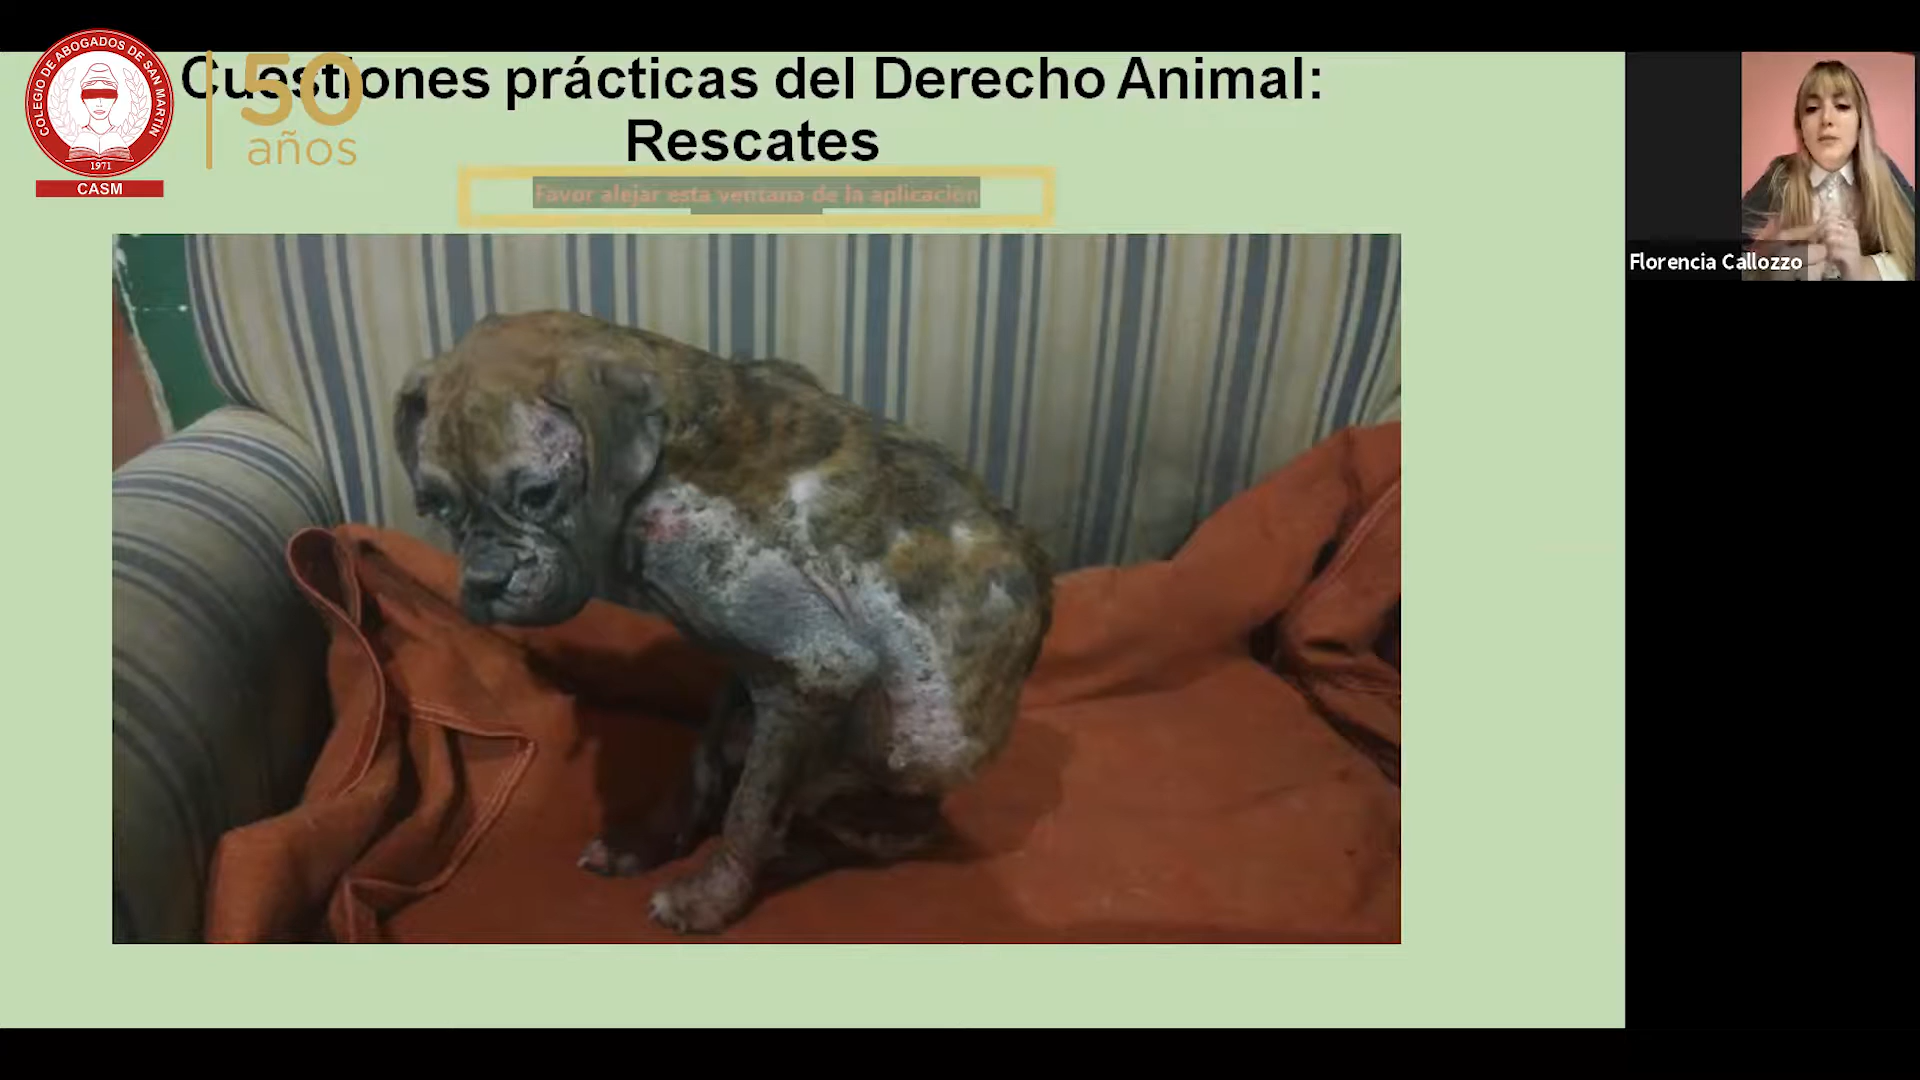 COLEGIO DE ABOGADOS DE SAN MARTIN
1971
CASM
50
años
Cuestiones prácticas del Derecho Animal:
Rescates
Favor alejar esta ventana de la aplicación
Florencia Callozzo